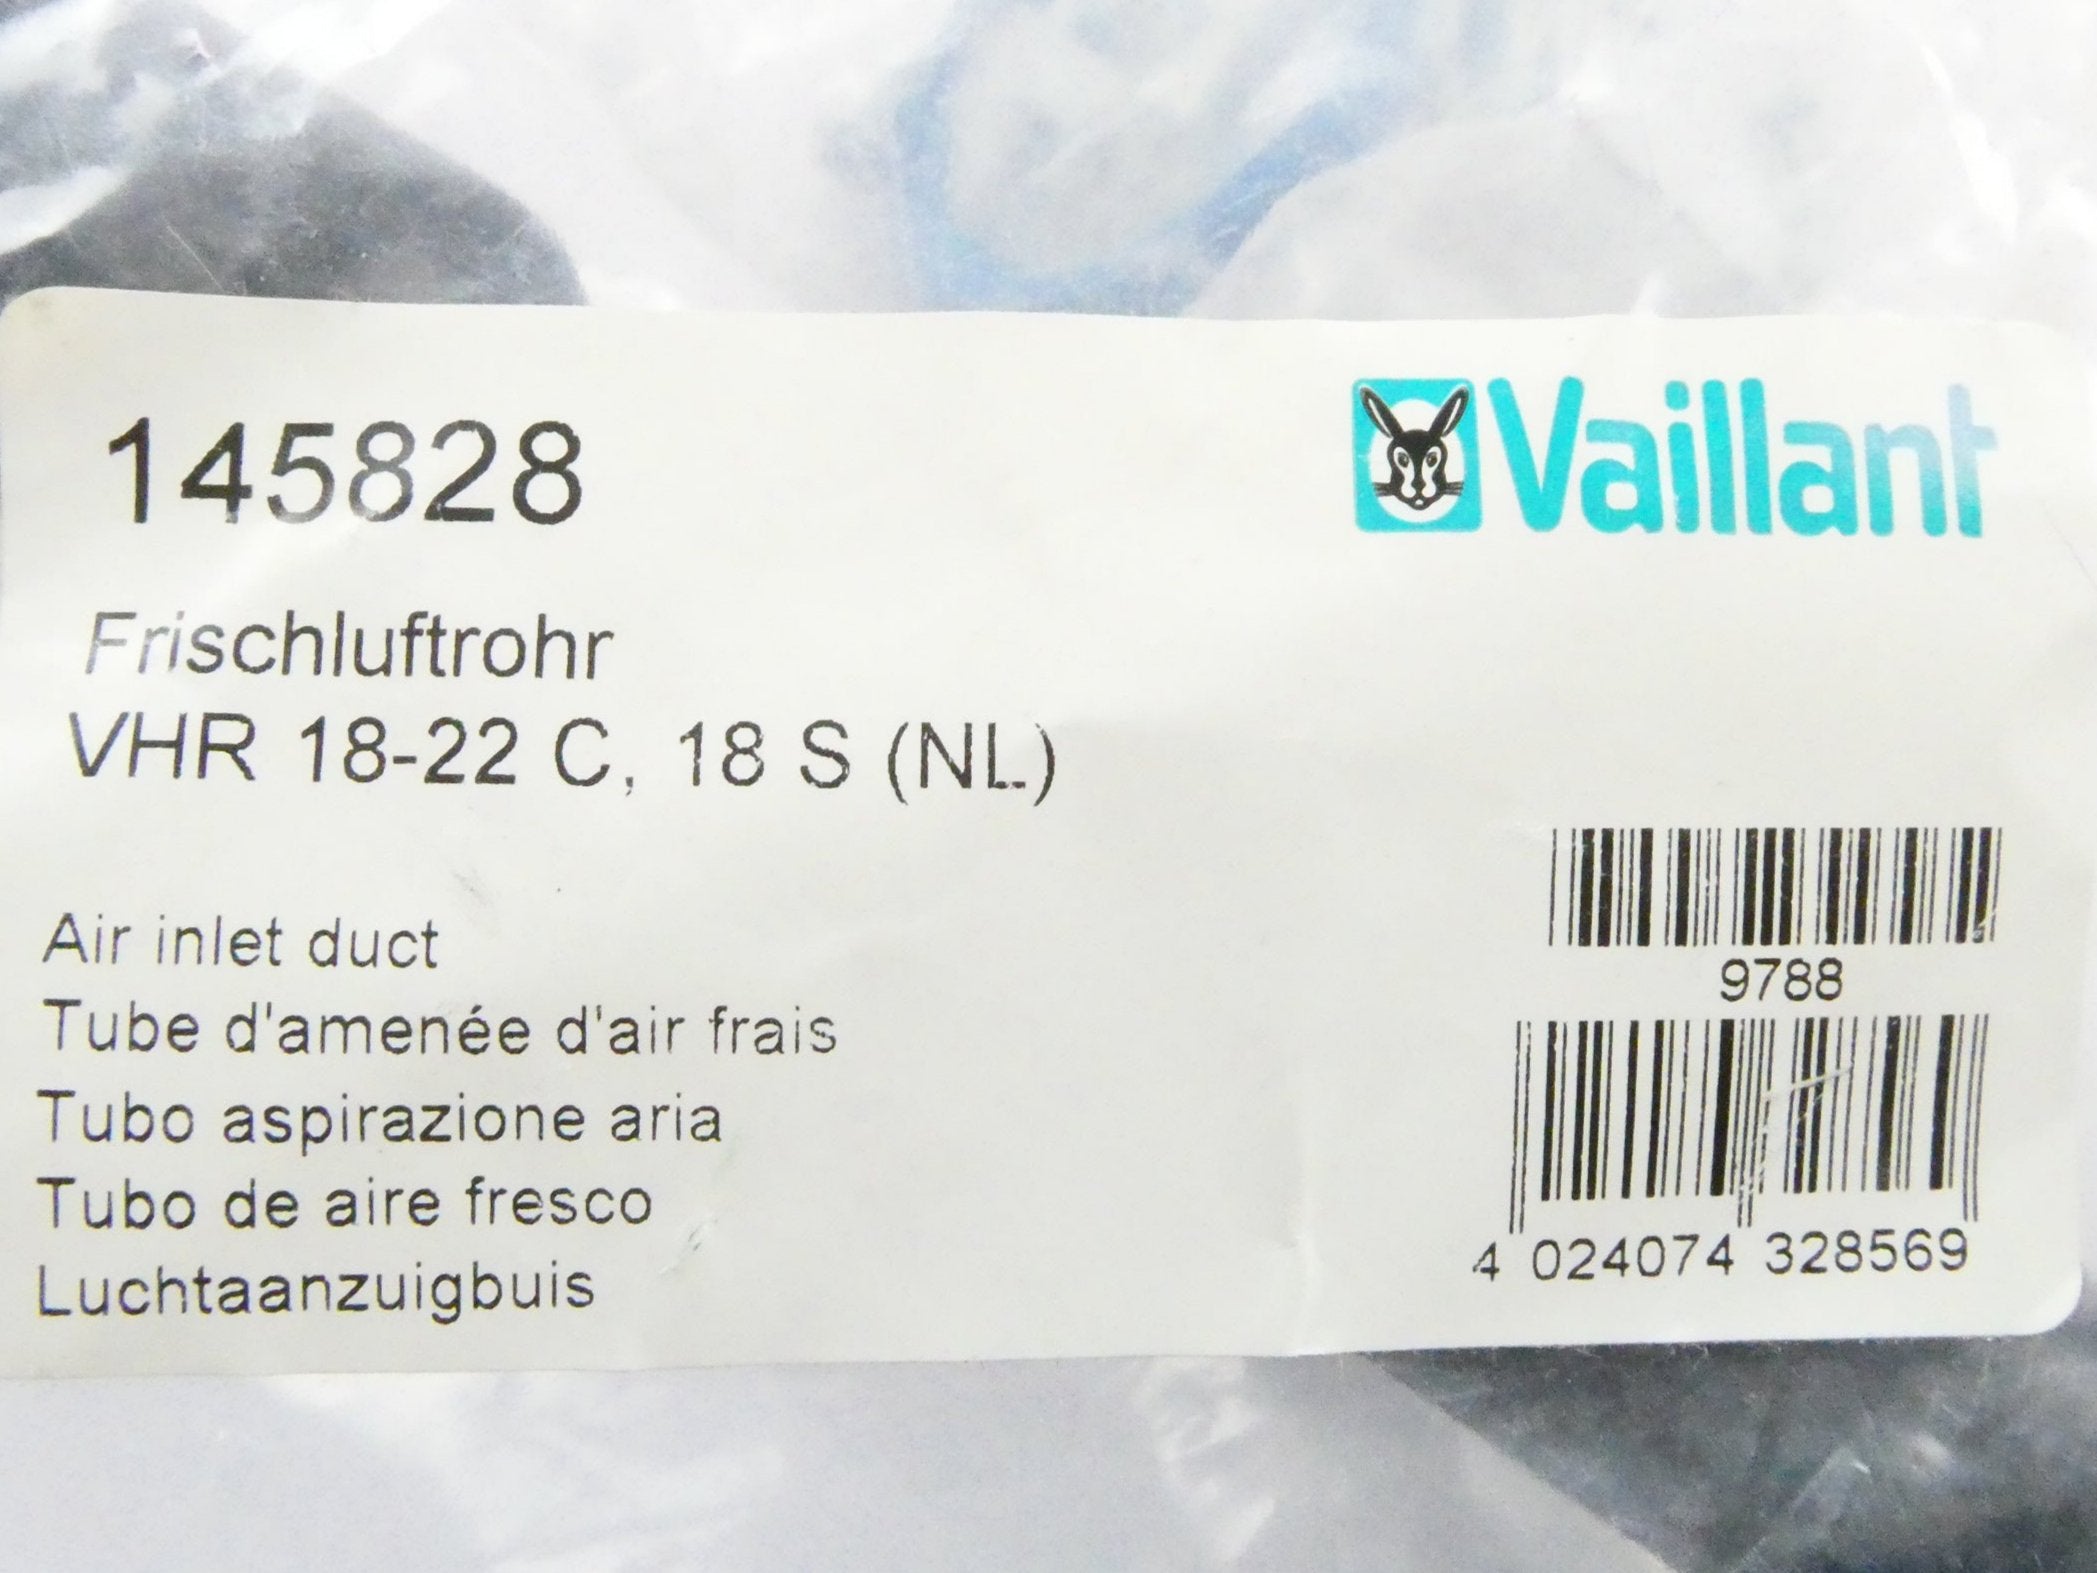 145828
Vaillant
Frischluftrohr
VHR 18-22 C, 18 S (NL)
Air inlet duct
Tube d'amenée d'air frais
Tubo aspirazione aria
Tubo de aire fresco
Luchtaanzuigbuis
9788
4 024074 328569